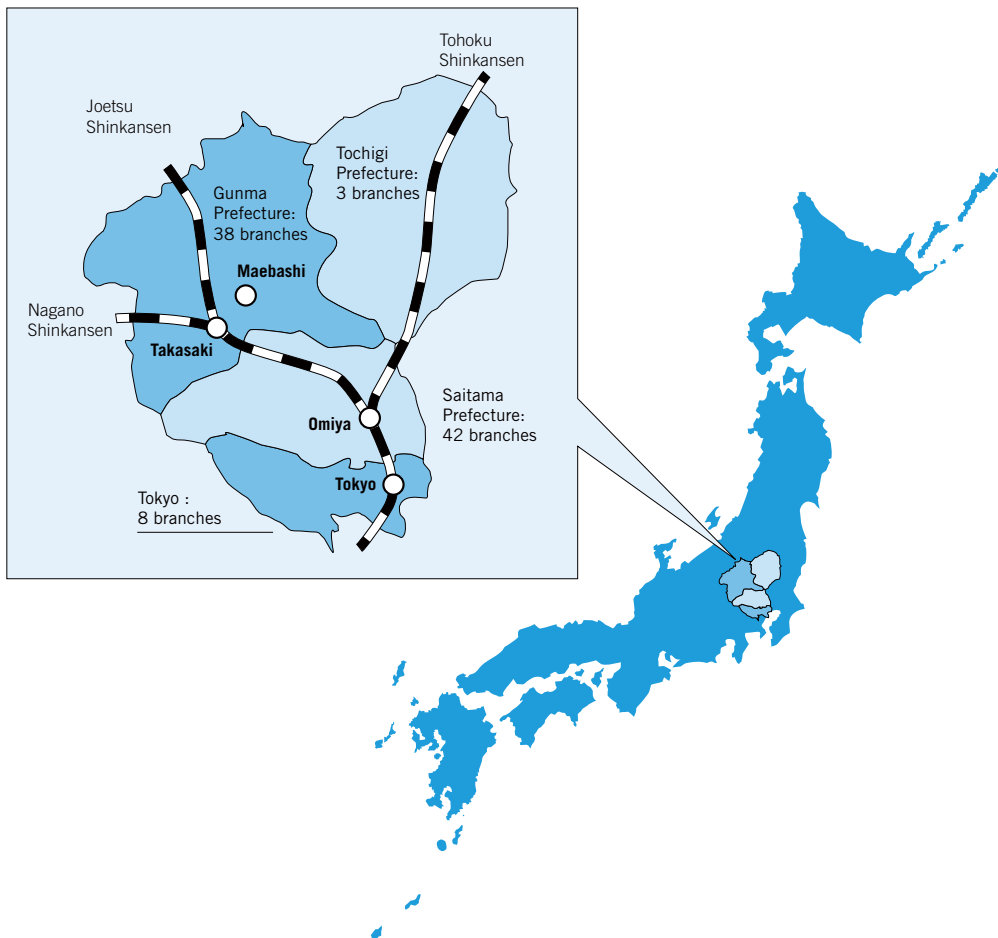 Tohoku
Shinkansen
Joetsu
Shinkansen
Tochigi
Prefecture:
3 branches
Gunma
Prefecture:
38 branches
Maebashi
Nagano
Shinkansen
Takasaki
Saitama
Prefecture:
42 branches
Omiya
Tokyo
Tokyo :
8 branches